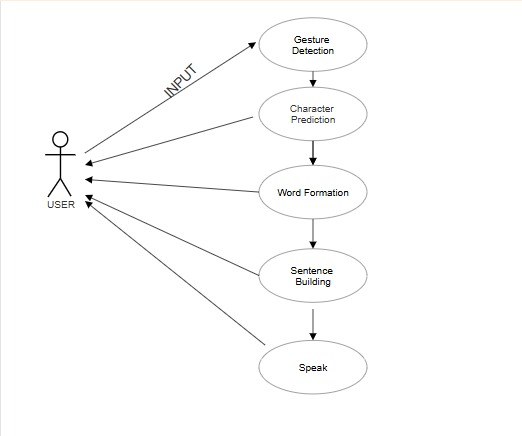 Gesture
Detection
INPUT
Character
Prediction
USER
Word Formation
Sentence
Building
Speak